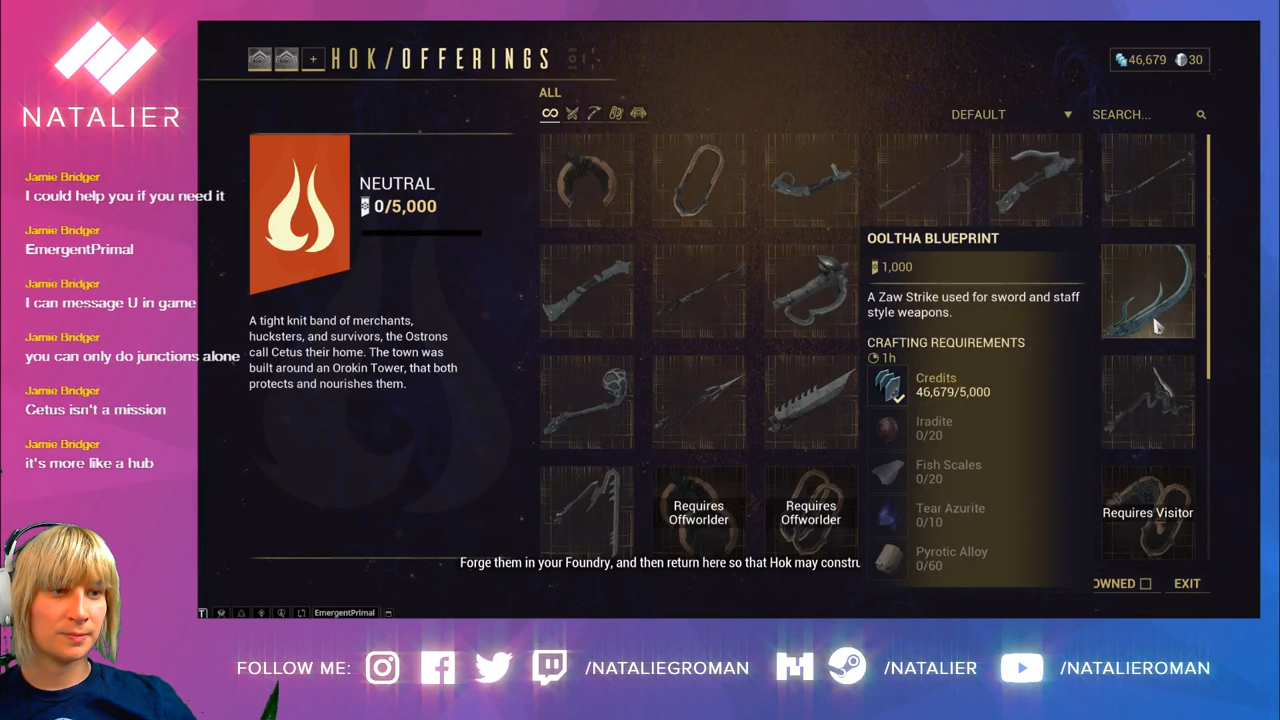 NATALIER
Jamie Bridger
I could help you if you need it
Jamie Bridger
EmergentPrimal
Jamie Bridger
I can message U in game
Jamie Bridger
you can only do junctions alone
Jamie Bridger
Cetus isn't a mission
Jamie Bridger
it's more like a hub
+ HOK/OFFERINGS
46,679 30
ALL
DEFAULT
SEARCH...
NEUTRAL
0/5,000
A tight knit band of merchants,
hucksters, and survivors, the Ostrons
call Cetus their home. The town was
built around an Orokin Tower, that both
protects and nourishes them.
OOLTHA BLUEPRINT
1,000
A Zaw Strike used for sword and staff
style weapons.
CRAFTING REQUIREMENTS
1h
Credits
46,679/5,000
Iradite
0/20
Fish Scales
0/20
Tear Azurite
0/10
Pyrotic Alloy
0/60
Requires
Offworlder
Requires
Offworlder
Requires Visitor
Forge them in your Foundry, and then return here so that Hok may constru
OWNED
EXIT
T
EmergentPrimal
FOLLOW ME:
/NATALIEGROMAN
/NATALIER
/NATALIEROMAN